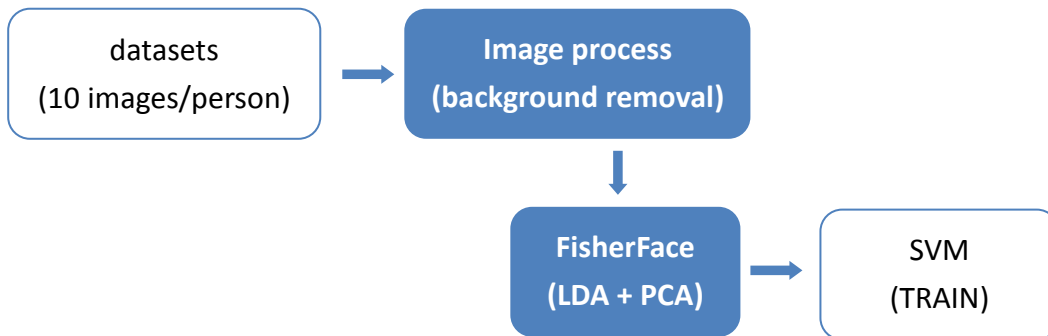 datasets
(10 images/person)
Image process
(background removal)
FisherFace
(LDA + PCA)
SVM
(TRAIN)